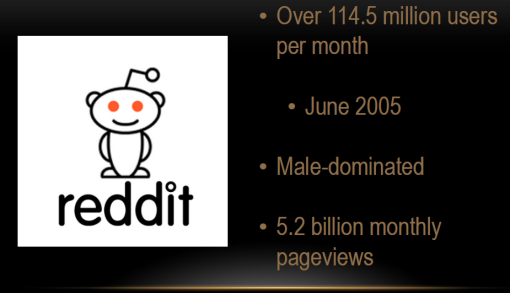 reddit
• Over 114.5 million users
per month
• June 2005
• Male-dominated
• 5.2 billion monthly
pageviews